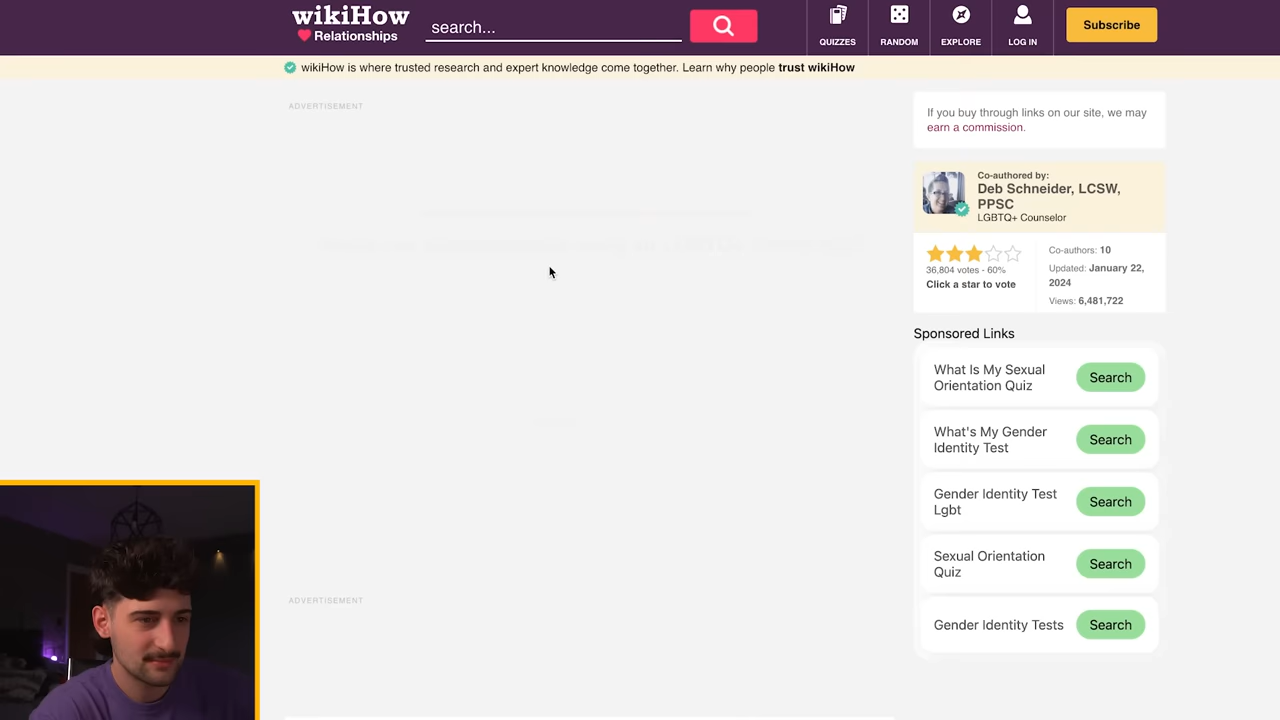 wikiHow
Relationships
search...
QUIZZES
RANDOM
EXPLORE
LOG IN
Subscribe
wikiHow is where trusted research and expert knowledge come together. Learn why people trust wikiHow
ADVERTISEMENT
If you buy through links on our site, we may
earn a commission.
Co-authored by:
Deb Schneider, LCSW,
PPSC
LGBTQ+ Counselor
36,804 votes - 60%
Click a star to vote
Co-authors: 10
Updated: January 22,
2024
Views: 6,481,722
Sponsored Links
What Is My Sexual
Orientation Quiz
Search
What's My Gender
Identity Test
Search
Gender Identity Test
Lgbt
Search
Sexual Orientation
Quiz
Search
Gender Identity Tests
Search
ADVERTISEMENT